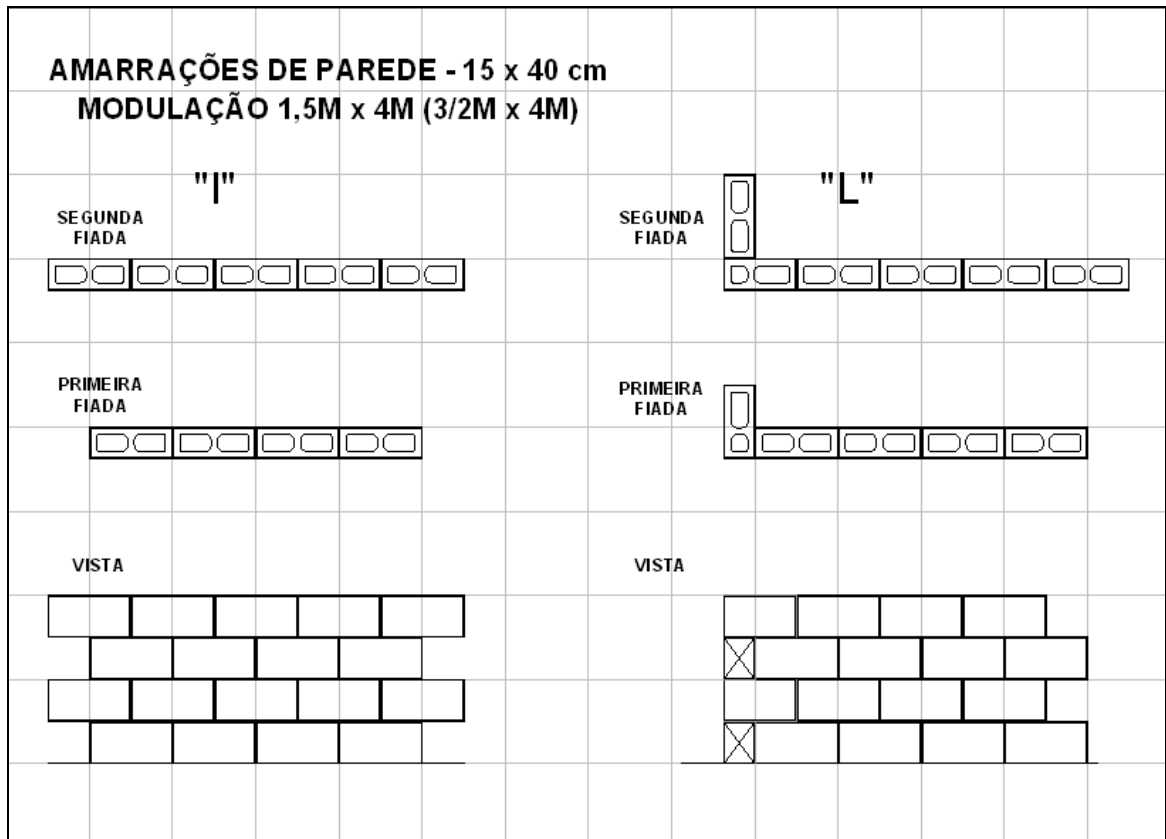 AMARRAÇÕES DE PAREDE - 15 x 40 cm
MODULAÇÃO 1,5M x 4M (3/2M x 4M)
"I"
SEGUNDA
FIADA
PRIMEIRA
FIADA
VISTA
"L"
SEGUNDA
FIADA
PRIMEIRA
FIADA
VISTA